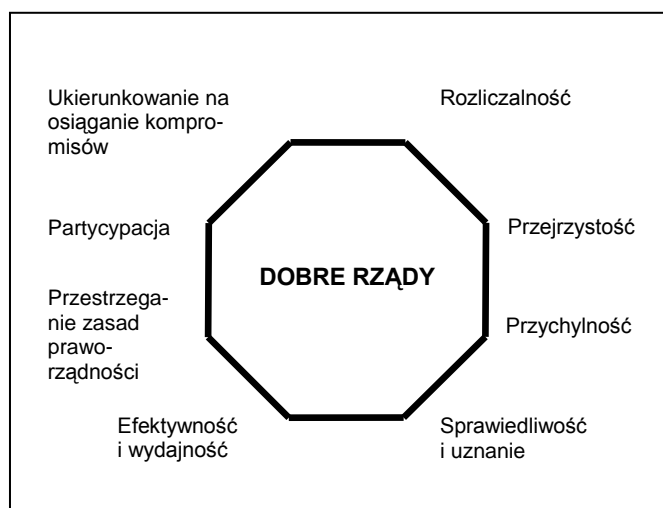 Ukierunkowanie na
osiąganie kompro-
misów
Rozliczalność
Partycypacja
Przejrzystość
DOBRE RZĄDY
Przestrzega-
nie zasad
prawo-
rządności
Przychylność
Efektywność
i wydajność
Sprawiedliwość
i uznanie